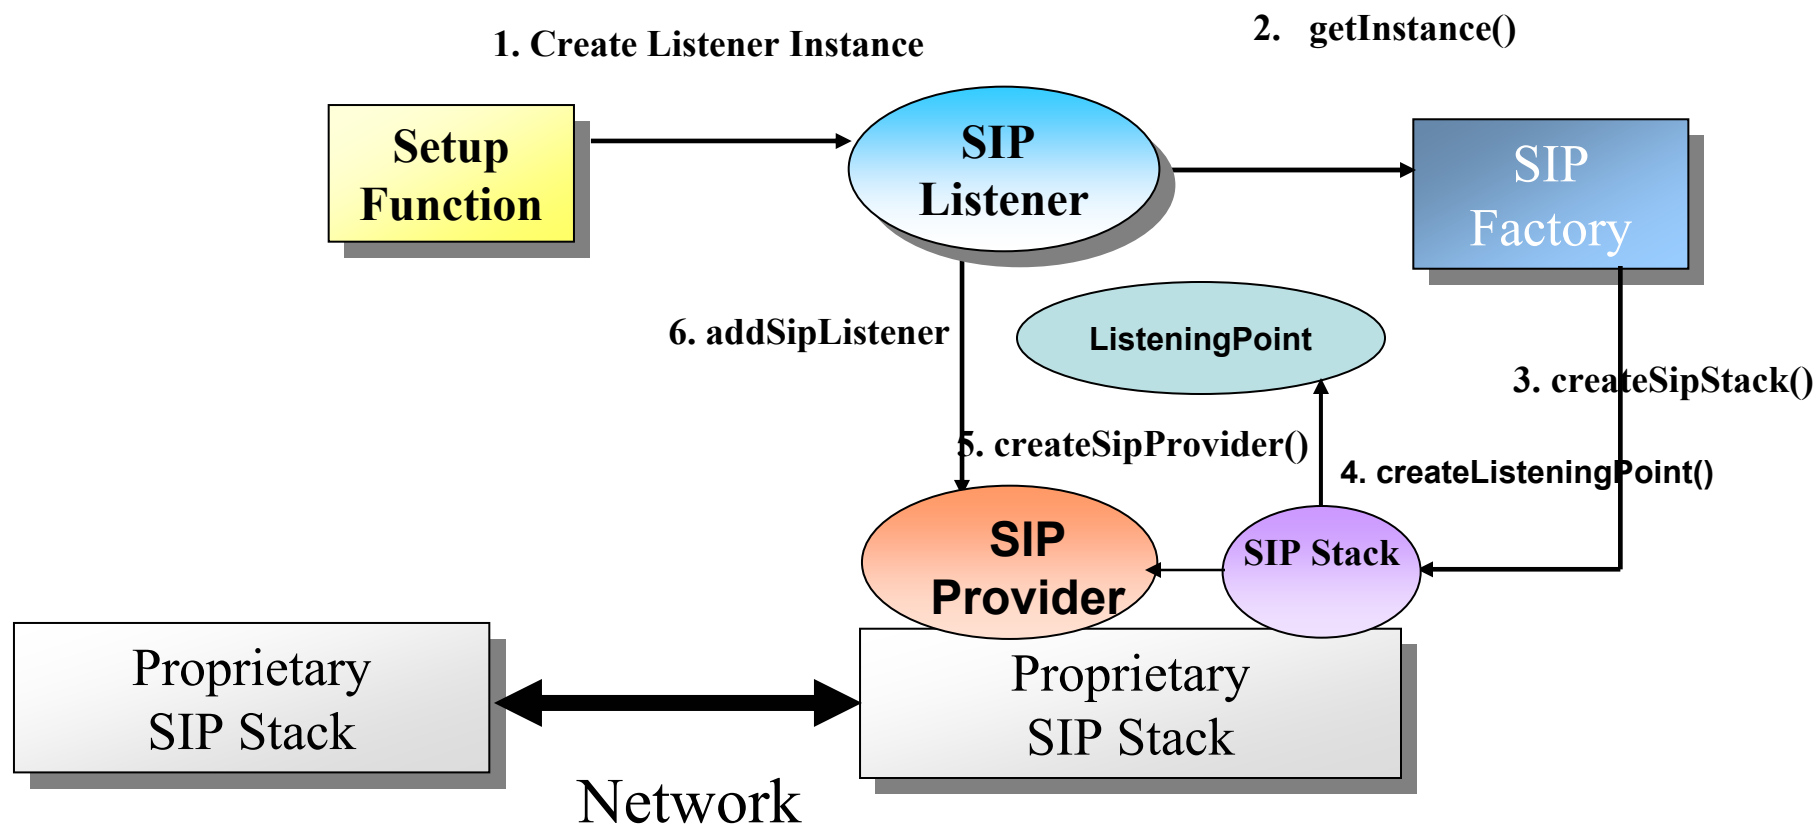 2. getInstance()
1. Create Listener Instance
Setup
Function
SIP
Listener
SIP
Factory
6. addSipListener
ListeningPoint
3. createSipStack()
5. createSipProvider()
4. createListeningPoint()
SIP
Provider
SIP Stack
Proprietary
SIP Stack
Proprietary
SIP Stack
Network